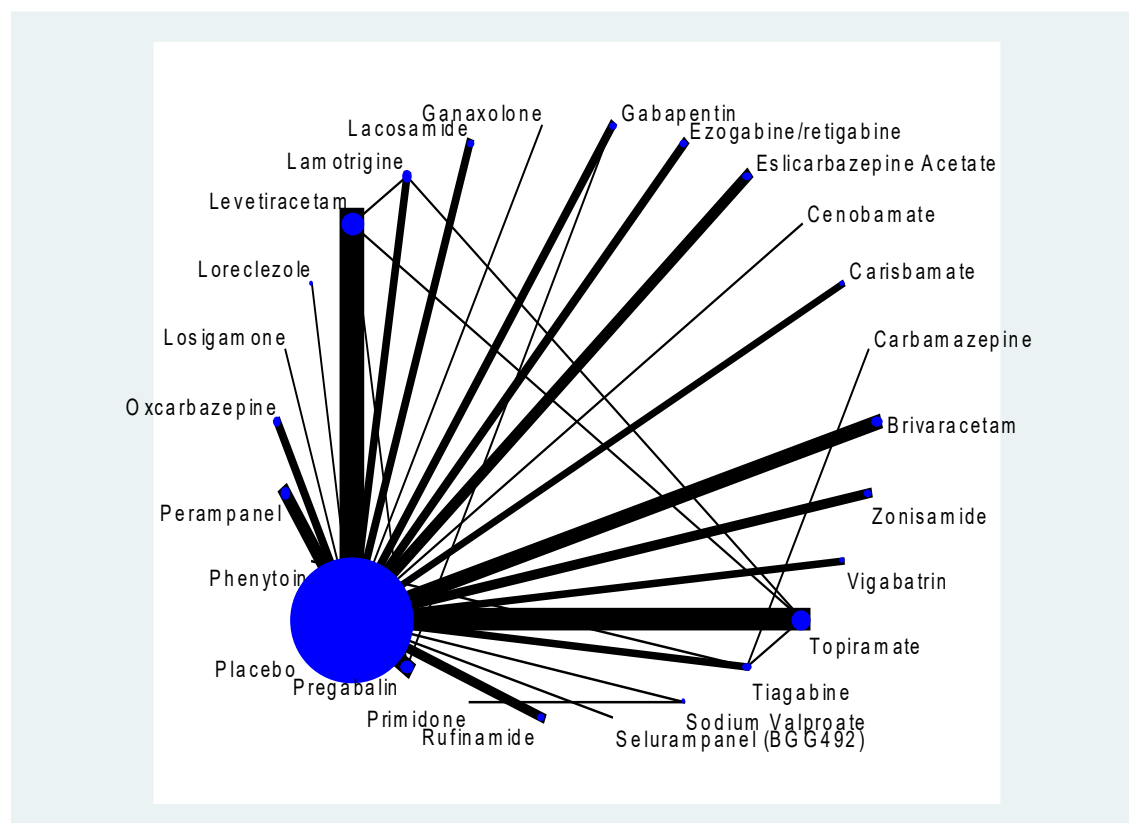 Ganaxolone
Gabapentin
Lacosamide
Ezogabine/retigabine
Lamotrigine
Eslicarbazepine Acetate
Levetiracetam
Cenobamate
Loreclezole
Carisbamate
Losigamone
Carbamazepine
Oxcarbazepine
Brivaracetam
Perampanel
Zonisamide
Phenytoin
Vigabatrin
Topiramate
Placebo
Pregabalin
Tiagabine
Primidone
Sodium Valproate
Rufinamide
Selurampanel (BGG492)